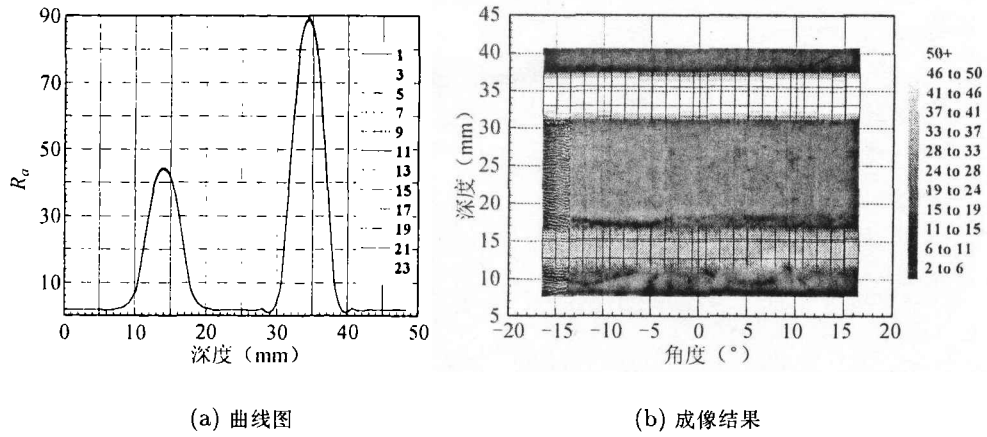 90
70
50
30
10
R_a
1
3
5
7
9
11
13
15
17
19
21
23
0 10 20 30 40 50
深度（mm）
(a) 曲线图
45
40
35
30
25
20
15
10
5
深度（mm）
-20 -15 -10 -5 0 5 10 15 20
角度（°）
50+
46 to 50
41 to 46
37 to 41
33 to 37
28 to 33
24 to 28
19 to 24
15 to 19
11 to 15
6 to 11
2 to 6
(b) 成像结果